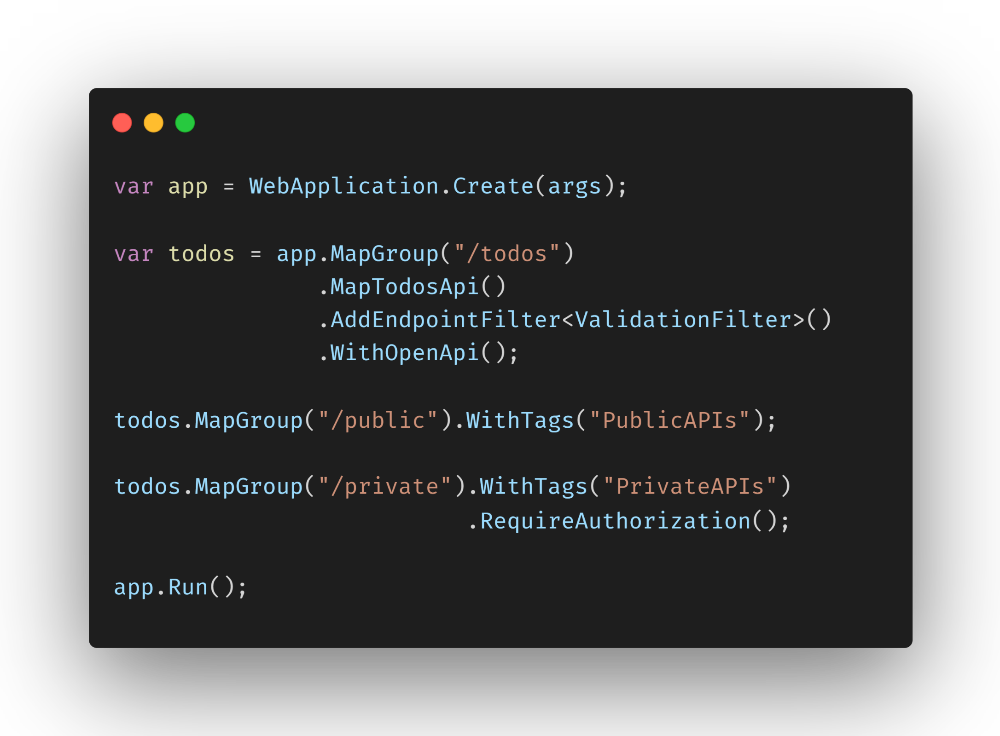 var app = WebApplication.Create(args);
var todos = app.MapGroup("/todos")
.MapTodosApi()
.AddEndpointFilter<ValidationFilter>()
.WithOpenApi();
todos.MapGroup("/public").WithTags("PublicAPIs");
todos.MapGroup("/private").WithTags("PrivateAPIs")
.RequireAuthorization();
app.Run();